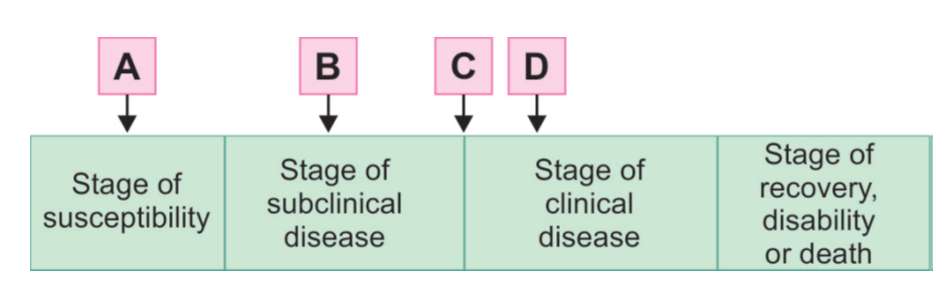 A
B
C
D
Stage of
susceptibility
Stage of
subclinical
disease
Stage of
clinical
disease
Stage of
recovery,
disability
or death